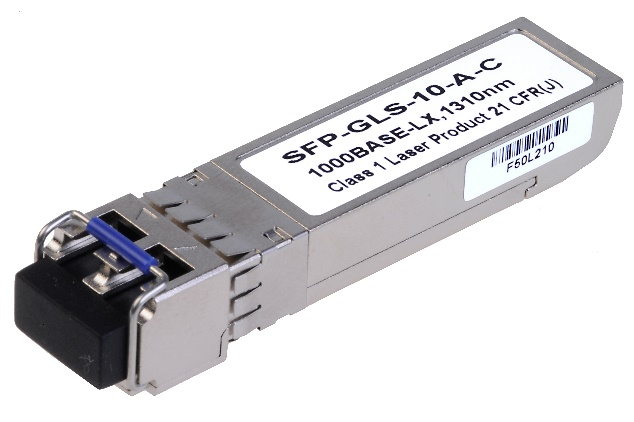 SFP-GLS-10-A-C
1000BASE-LX,1310nm
Class 1 Laser Product 21 CFR(J)
F50L210